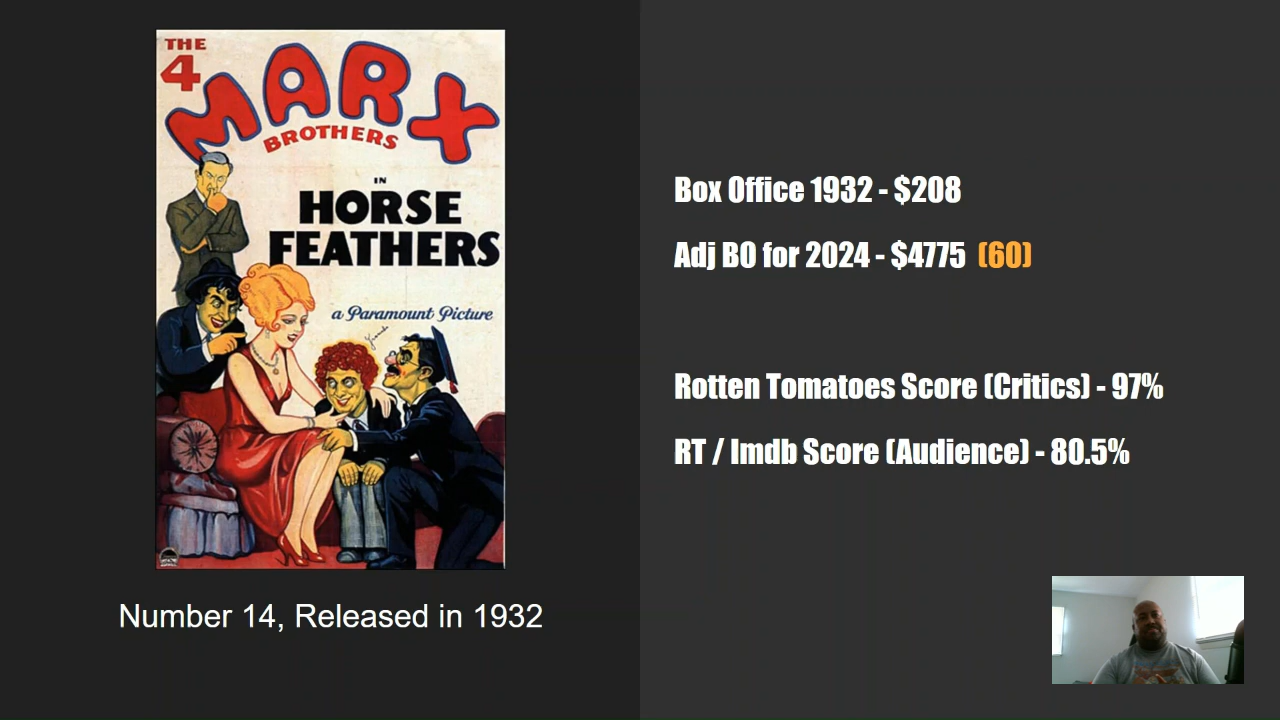 THE
4
MARX
BROTHERS
IN
HORSE
FEATHERS
a Paramount Picture
Number 14, Released in 1932
Box Office 1932 - $208
Adj BO for 2024 - $4775 (60)
Rotten Tomatoes Score (Critics) - 97%
RT / Imdb Score (Audience) - 80.5%